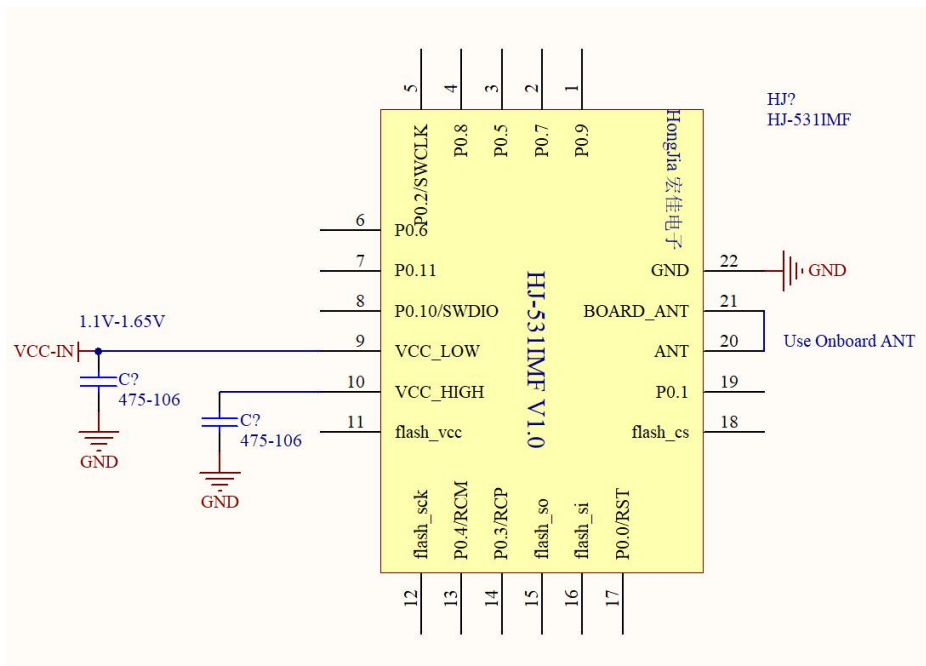 5
4
3
2
1
HJ?
HJ-531IMF
P0.2/SWCLK
P0.8
P0.5
P0.7
P0.9
HongJia 宏佳电子
6
P0.6
7
P0.11
GND
22
GND
8
P0.10/SWDIO
BOARD_ANT
21
1.1V-1.65V
VCC-IN
9
VCC_LOW
ANT
20
Use Onboard ANT
C?
475-106
GND
10
VCC_HIGH
P0.1
19
C?
475-106
GND
11
flash_vcc
flash_cs
18
HJ-531IMF V1.0
flash_sck
P0.4/RCM
P0.3/RCP
flash_so
flash_si
P0.0/RST
12
13
14
15
16
17